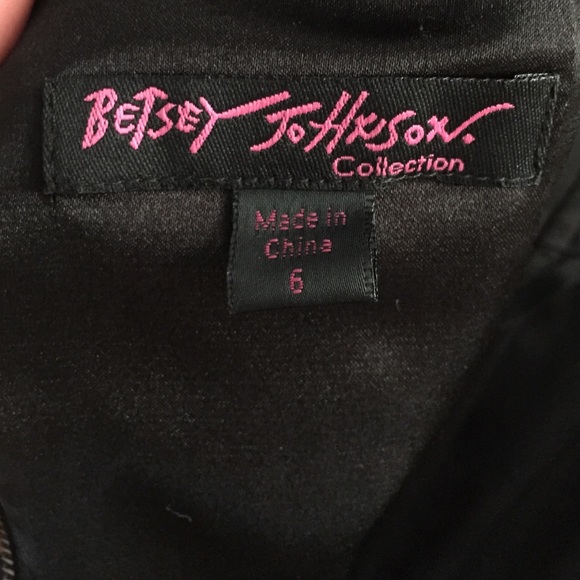 BETSEY JOHNSON.
Collection
Made in
China
6